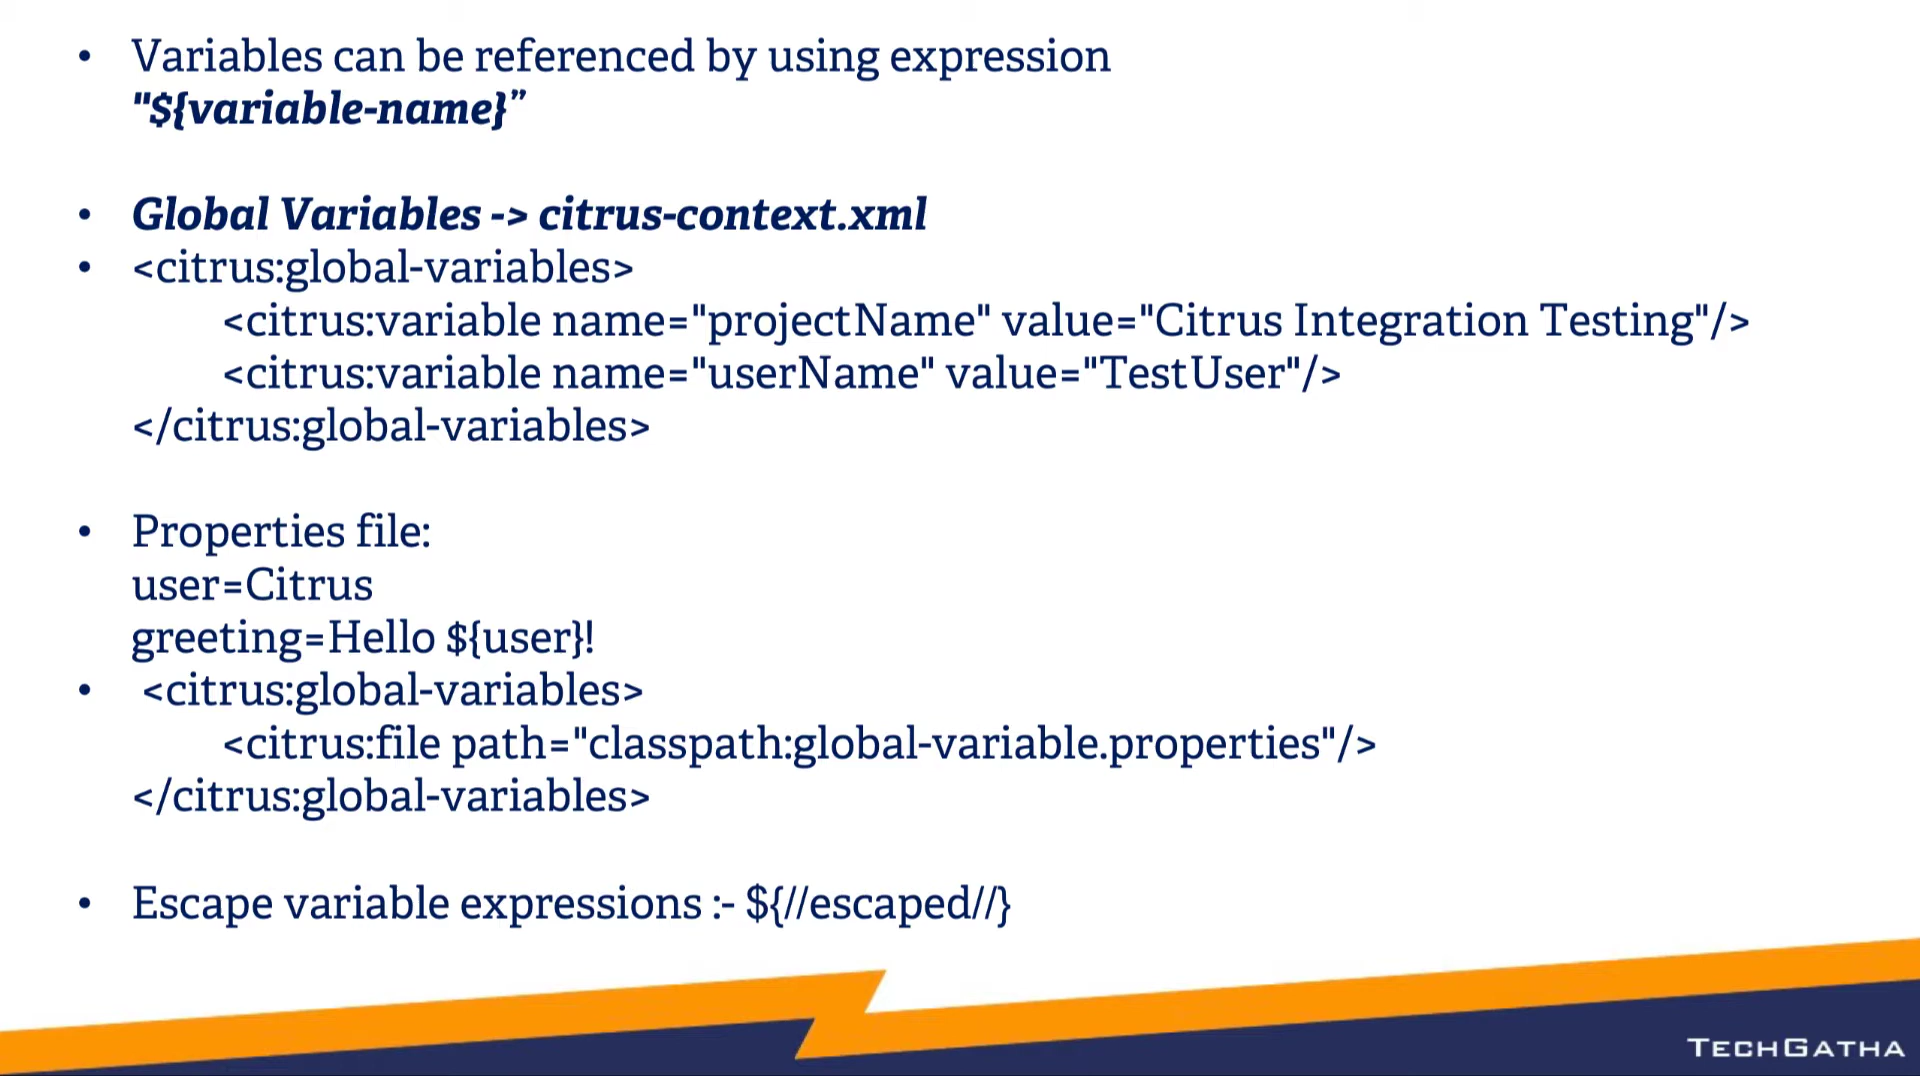 • Variables can be referenced by using expression
"${variable-name}”
• Global Variables -> citrus-context.xml
• <citrus:global-variables>
<citrus:variable name="projectName" value="Citrus Integration Testing"/>
<citrus:variable name="userName" value="TestUser"/>
</citrus:global-variables>
• Properties file:
user=Citrus
greeting=Hello ${user}!
• <citrus:global-variables>
<citrus:file path="classpath:global-variable.properties"/>
</citrus:global-variables>
• Escape variable expressions :- ${//escaped//}
TECHGATHA